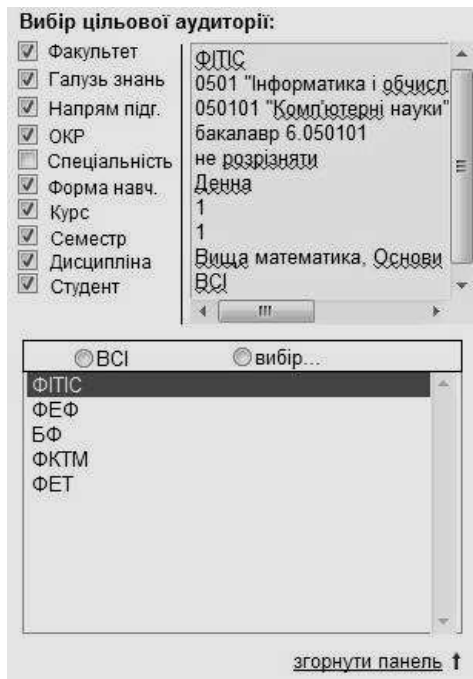 Вибір цільової аудиторії:
Факультет
Галузь знань
Напрям підг.
ОКР
Спеціальність
Форма навч.
Курс
Семестр
Дисципліна
Студент
ФІТІС
0501 "Інформатика і обчисл
050101 "Комп'ютерні науки"
бакалавр 6.050101
не розрізняти
Денна
1
1
Вища математика, Основи
ВСІ
ВСІ
вибір...
ФІТІС
ФЕФ
БФ
ФКТМ
ФЕТ
згорнути панель